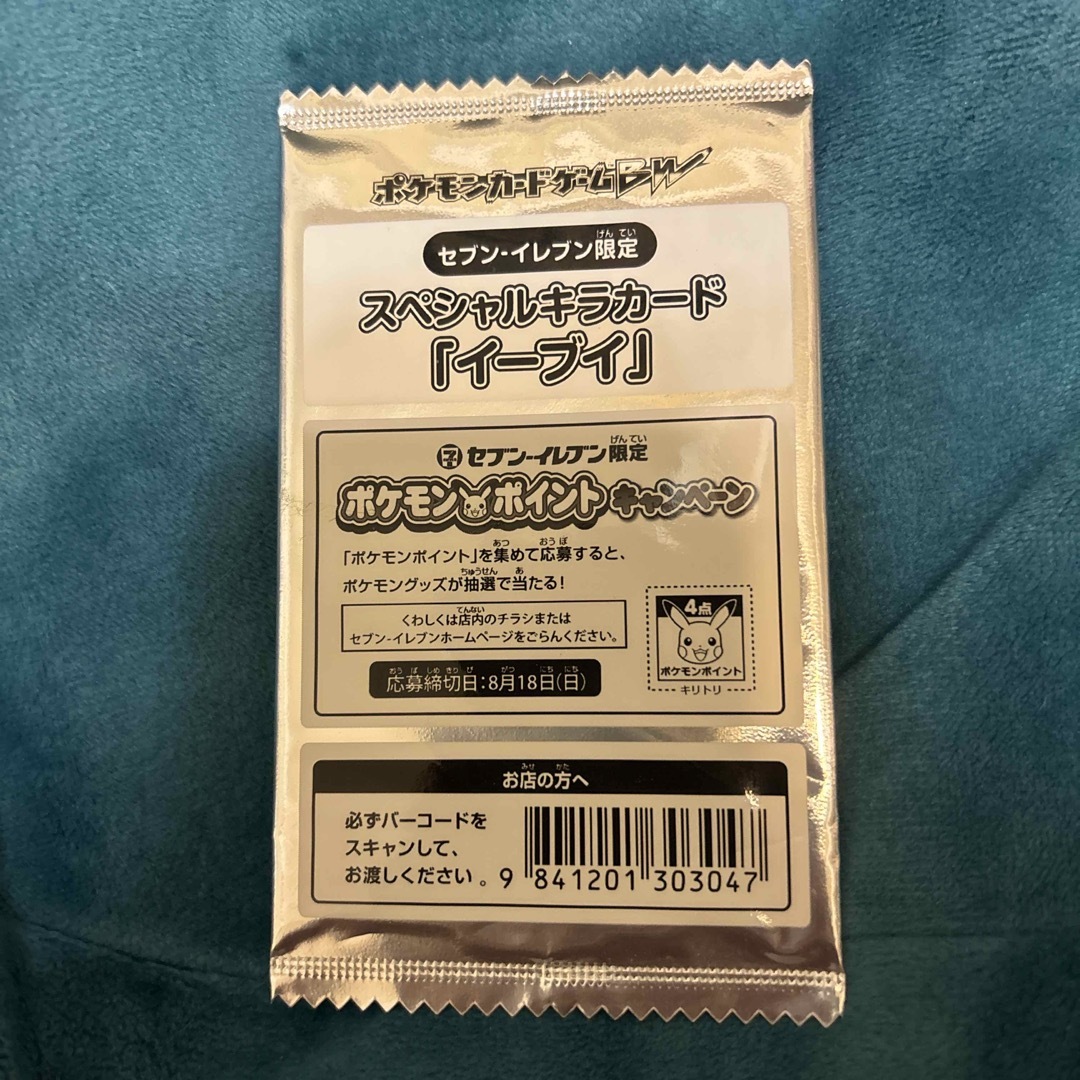 ポケモンカードゲームBW
セブン-イレブン限定
げんてい
スペシャルキラカード
「イーブイ」
セブン-イレブン限定
げんてい
ポケモンポイントキャンペーン
「ポケモンポイント」を集めて応募すると、
あつ おうぼ
ポケモングッズが抽選で当たる!
ちゅうせん あ
くわしくは店内のチラシまたは
てんない
セブン-イレブンホームページをごらんください。
応募締切日:8月18日(日)
おうぼしめきりび がつ にちにち
4点
ポケモンポイント
キリトリ
お店の方へ
みせ かた
必ずバーコードを
スキャンして、
お渡しください。
9 841201 303047